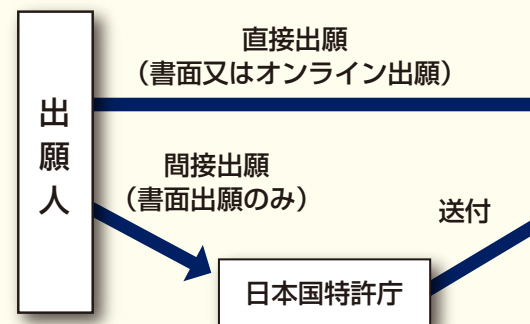 直接出願
（書面又はオンライン出願）
出願人
間接出願
（書面出願のみ）
送付
日本国特許庁